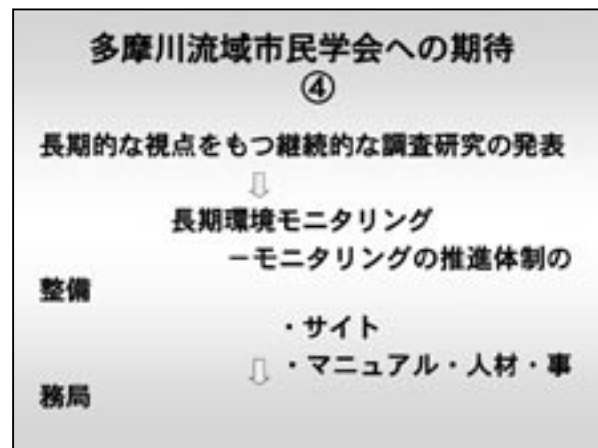 多摩川流域市民学会への期待
④
長期的な視点をもつ継続的な調査研究の発表
⇩
長期環境モニタリング
－モニタリングの推進体制の
整備
・サイト
⇩ ・マニュアル・人材・事
務局